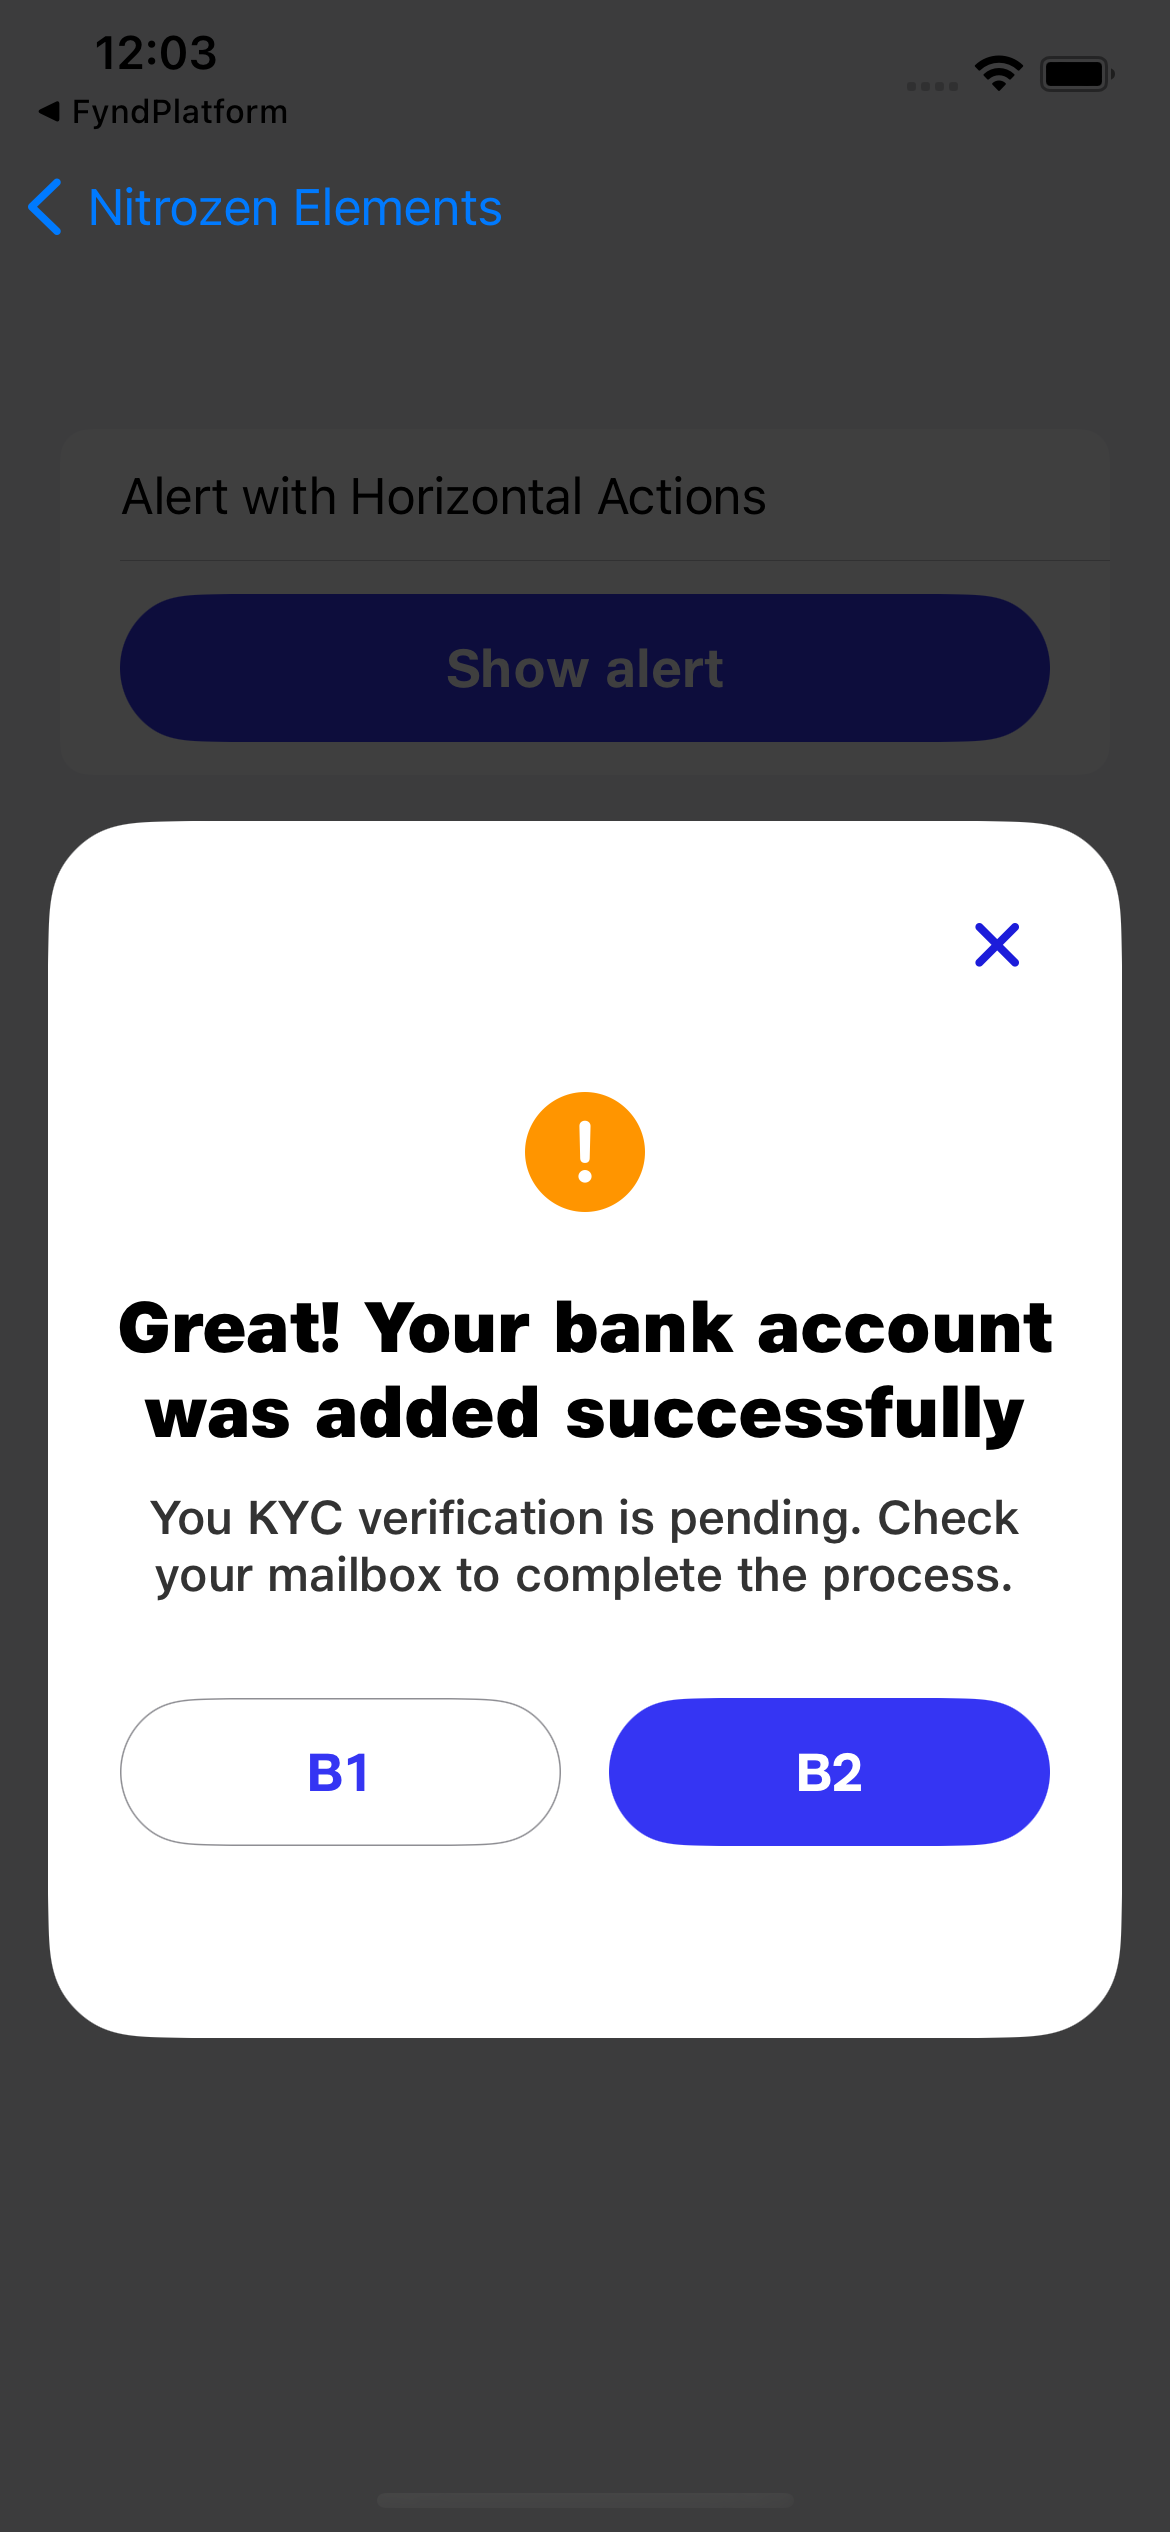 12:03
FyndPlatform
Nitrozen Elements
Alert with Horizontal Actions
Show alert
Great! Your bank account
was added successfully
You KYC verification is pending. Check
your mailbox to complete the process.
B1
B2